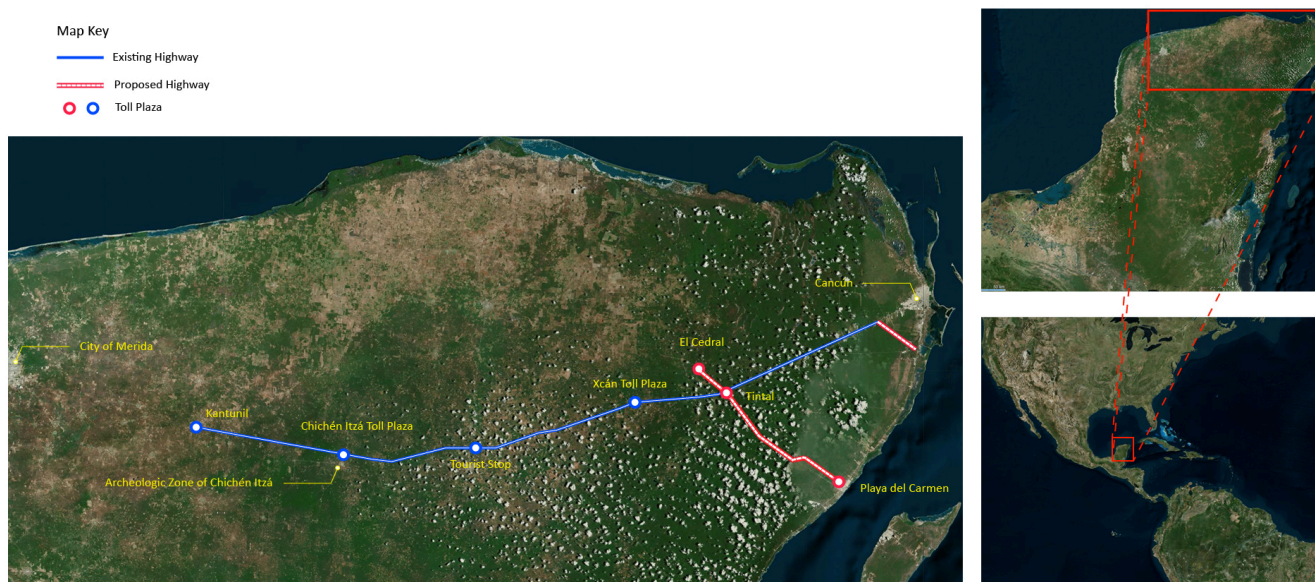 Map Key
Existing Highway
Proposed Highway
Toll Plaza
Cancun
City of Merida
El Cedral
Xcán Toll Plaza
Tintal
Kantunil
Chichén Itzá Toll Plaza
Tourist Stop
Archeologic Zone of Chichén Itzá
Playa del Carmen